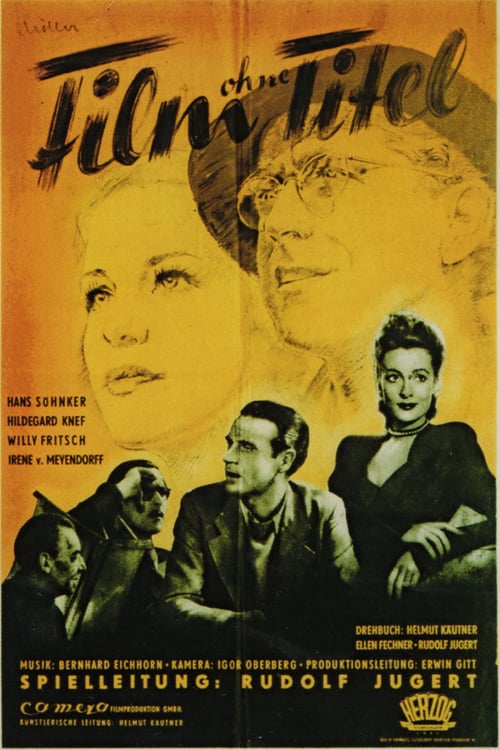 Film ohne Titel
HANS SÖHNKER
HILDEGARD KNEF
WILLY FRITSCH
IRENE v. MEYENDORFF
DREHBUCH: HELMUT KÄUTNER
ELLEN FECHNER · RUDOLF JUGERT
MUSIK: BERNHARD EICHHORN · KAMERA: IGOR OBERBERG · PRODUKTIONSLEITUNG: ERWIN GITT
SPIELLEITUNG: RUDOLF JUGERT
camera FILMPRODUKTION GMBH.
KÜNSTLERISCHE LEITUNG: HELMUT KÄUTNER
HERZOG